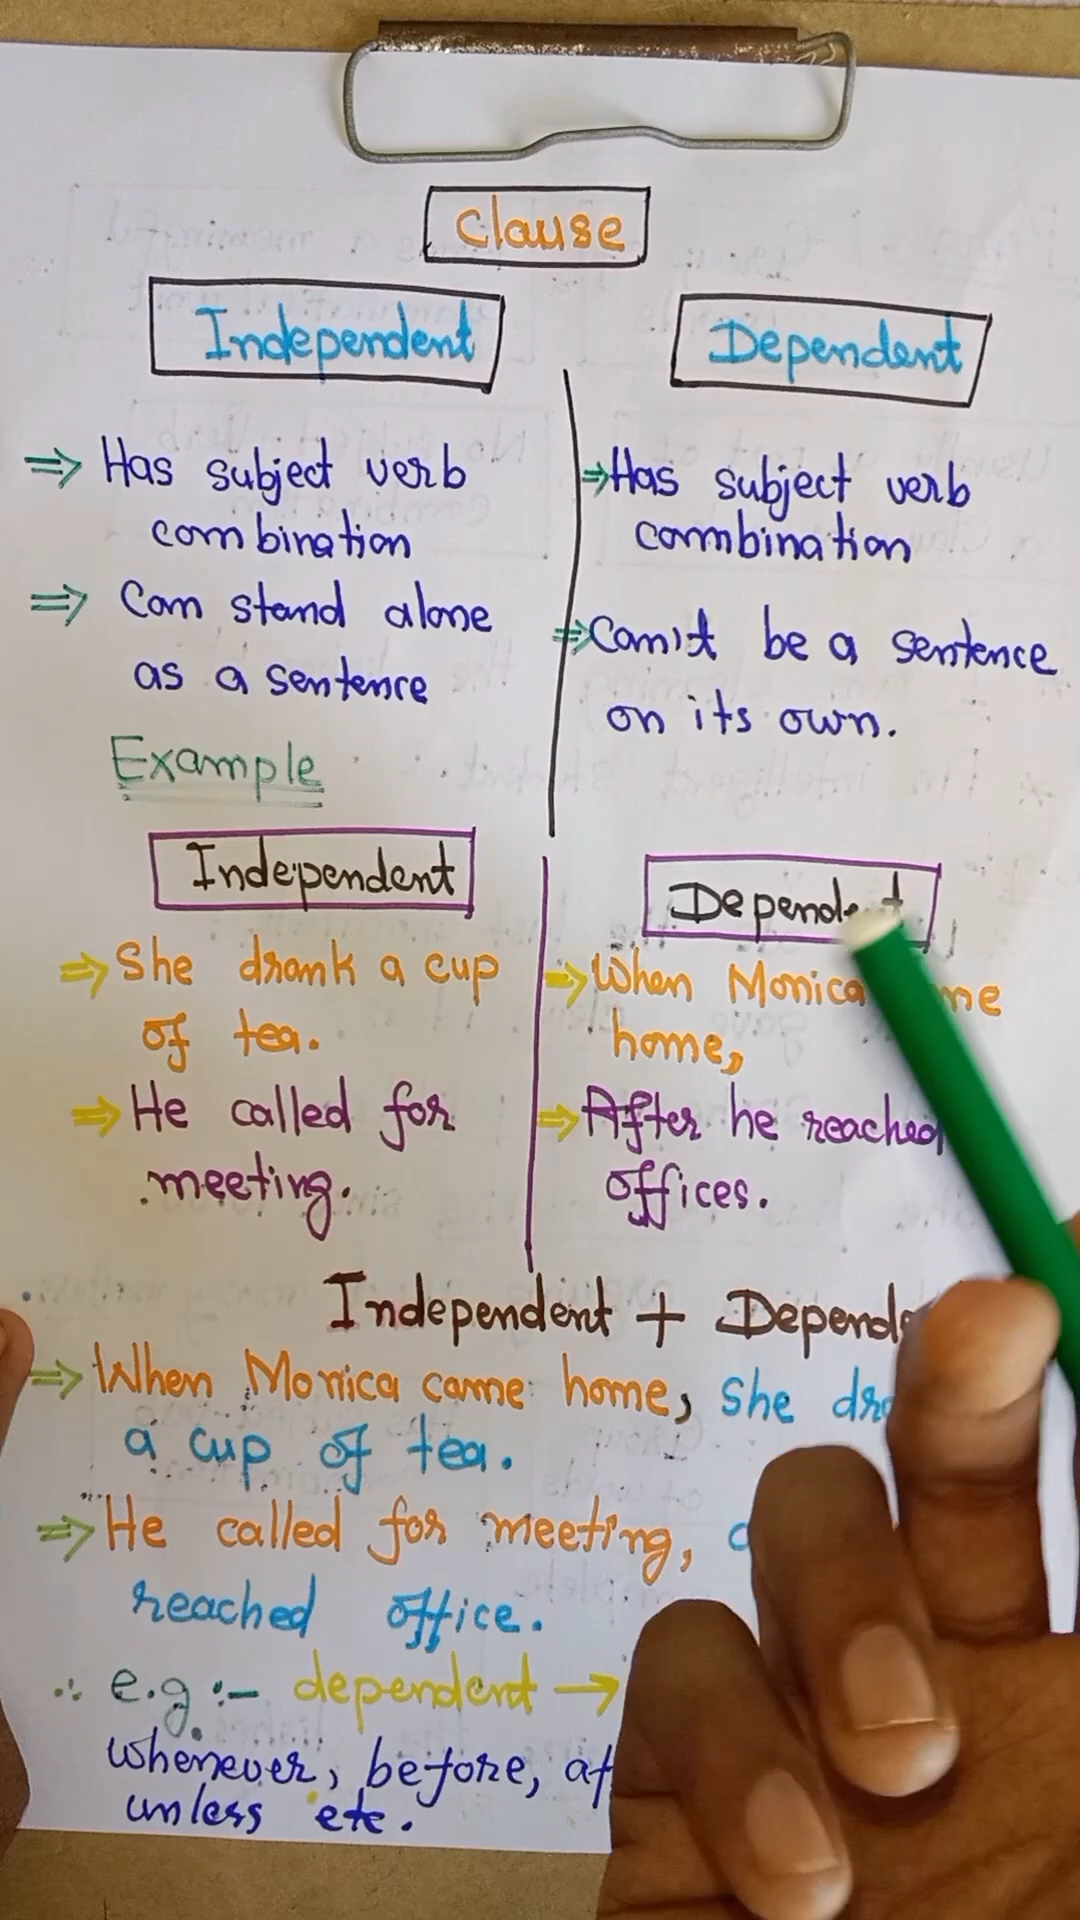 Clause
Independent
Dependent
⇒ Has subject verb
combination
⇒ Can stand alone
as a sentence
⇒ Has subject verb
combination
⇒ Can't be a sentence
on its own.
Example
Independent
⇒ She drank a cup
of tea.
⇒ He called for
meeting.
Dependent
⇒ When Monica
home,
⇒ After he reached
offices.
Independent + 
⇒ When Monica came home, she
a cup of tea.
⇒ He called for meeting,
reached office.
∴ e.g :- dependent →
whenever, before,
unless etc.